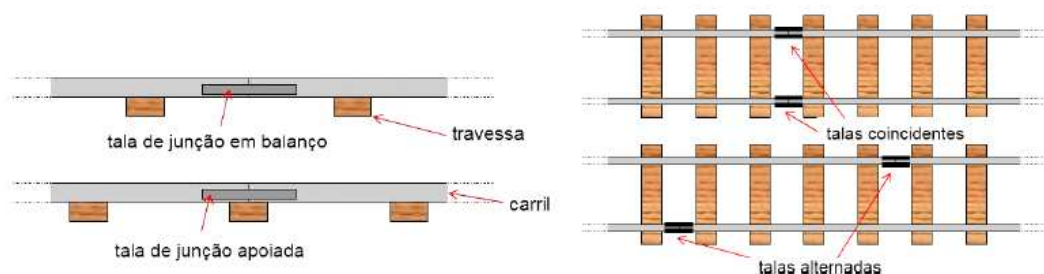 tala de junção em balanço
travessa
tala de junção apoiada
carril
talas coincidentes
talas alternadas